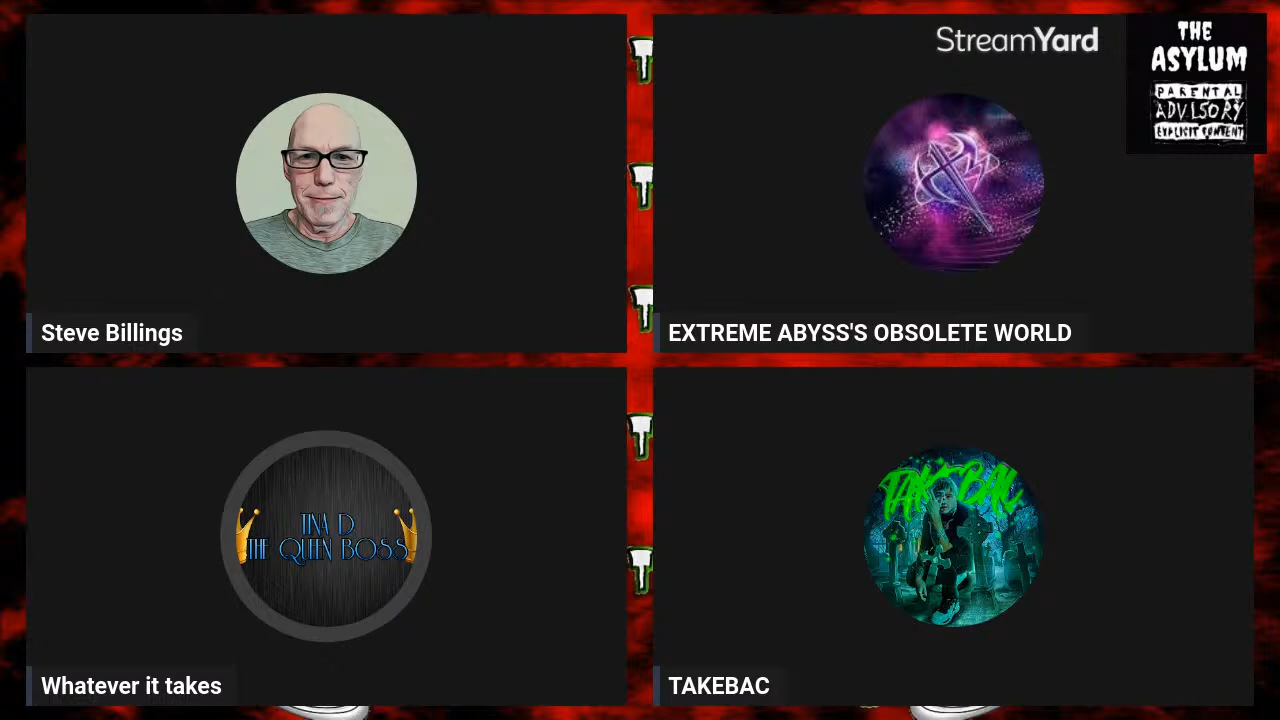 StreamYard
THE
ASYLUM
PARENTAL
ADVISORY
EXPLICIT CONTENT
Steve Billings
EXTREME ABYSS'S OBSOLETE WORLD
TINA D
THE QUEEN BOSS
TAKEBAC
Whatever it takes
TAKEBAC